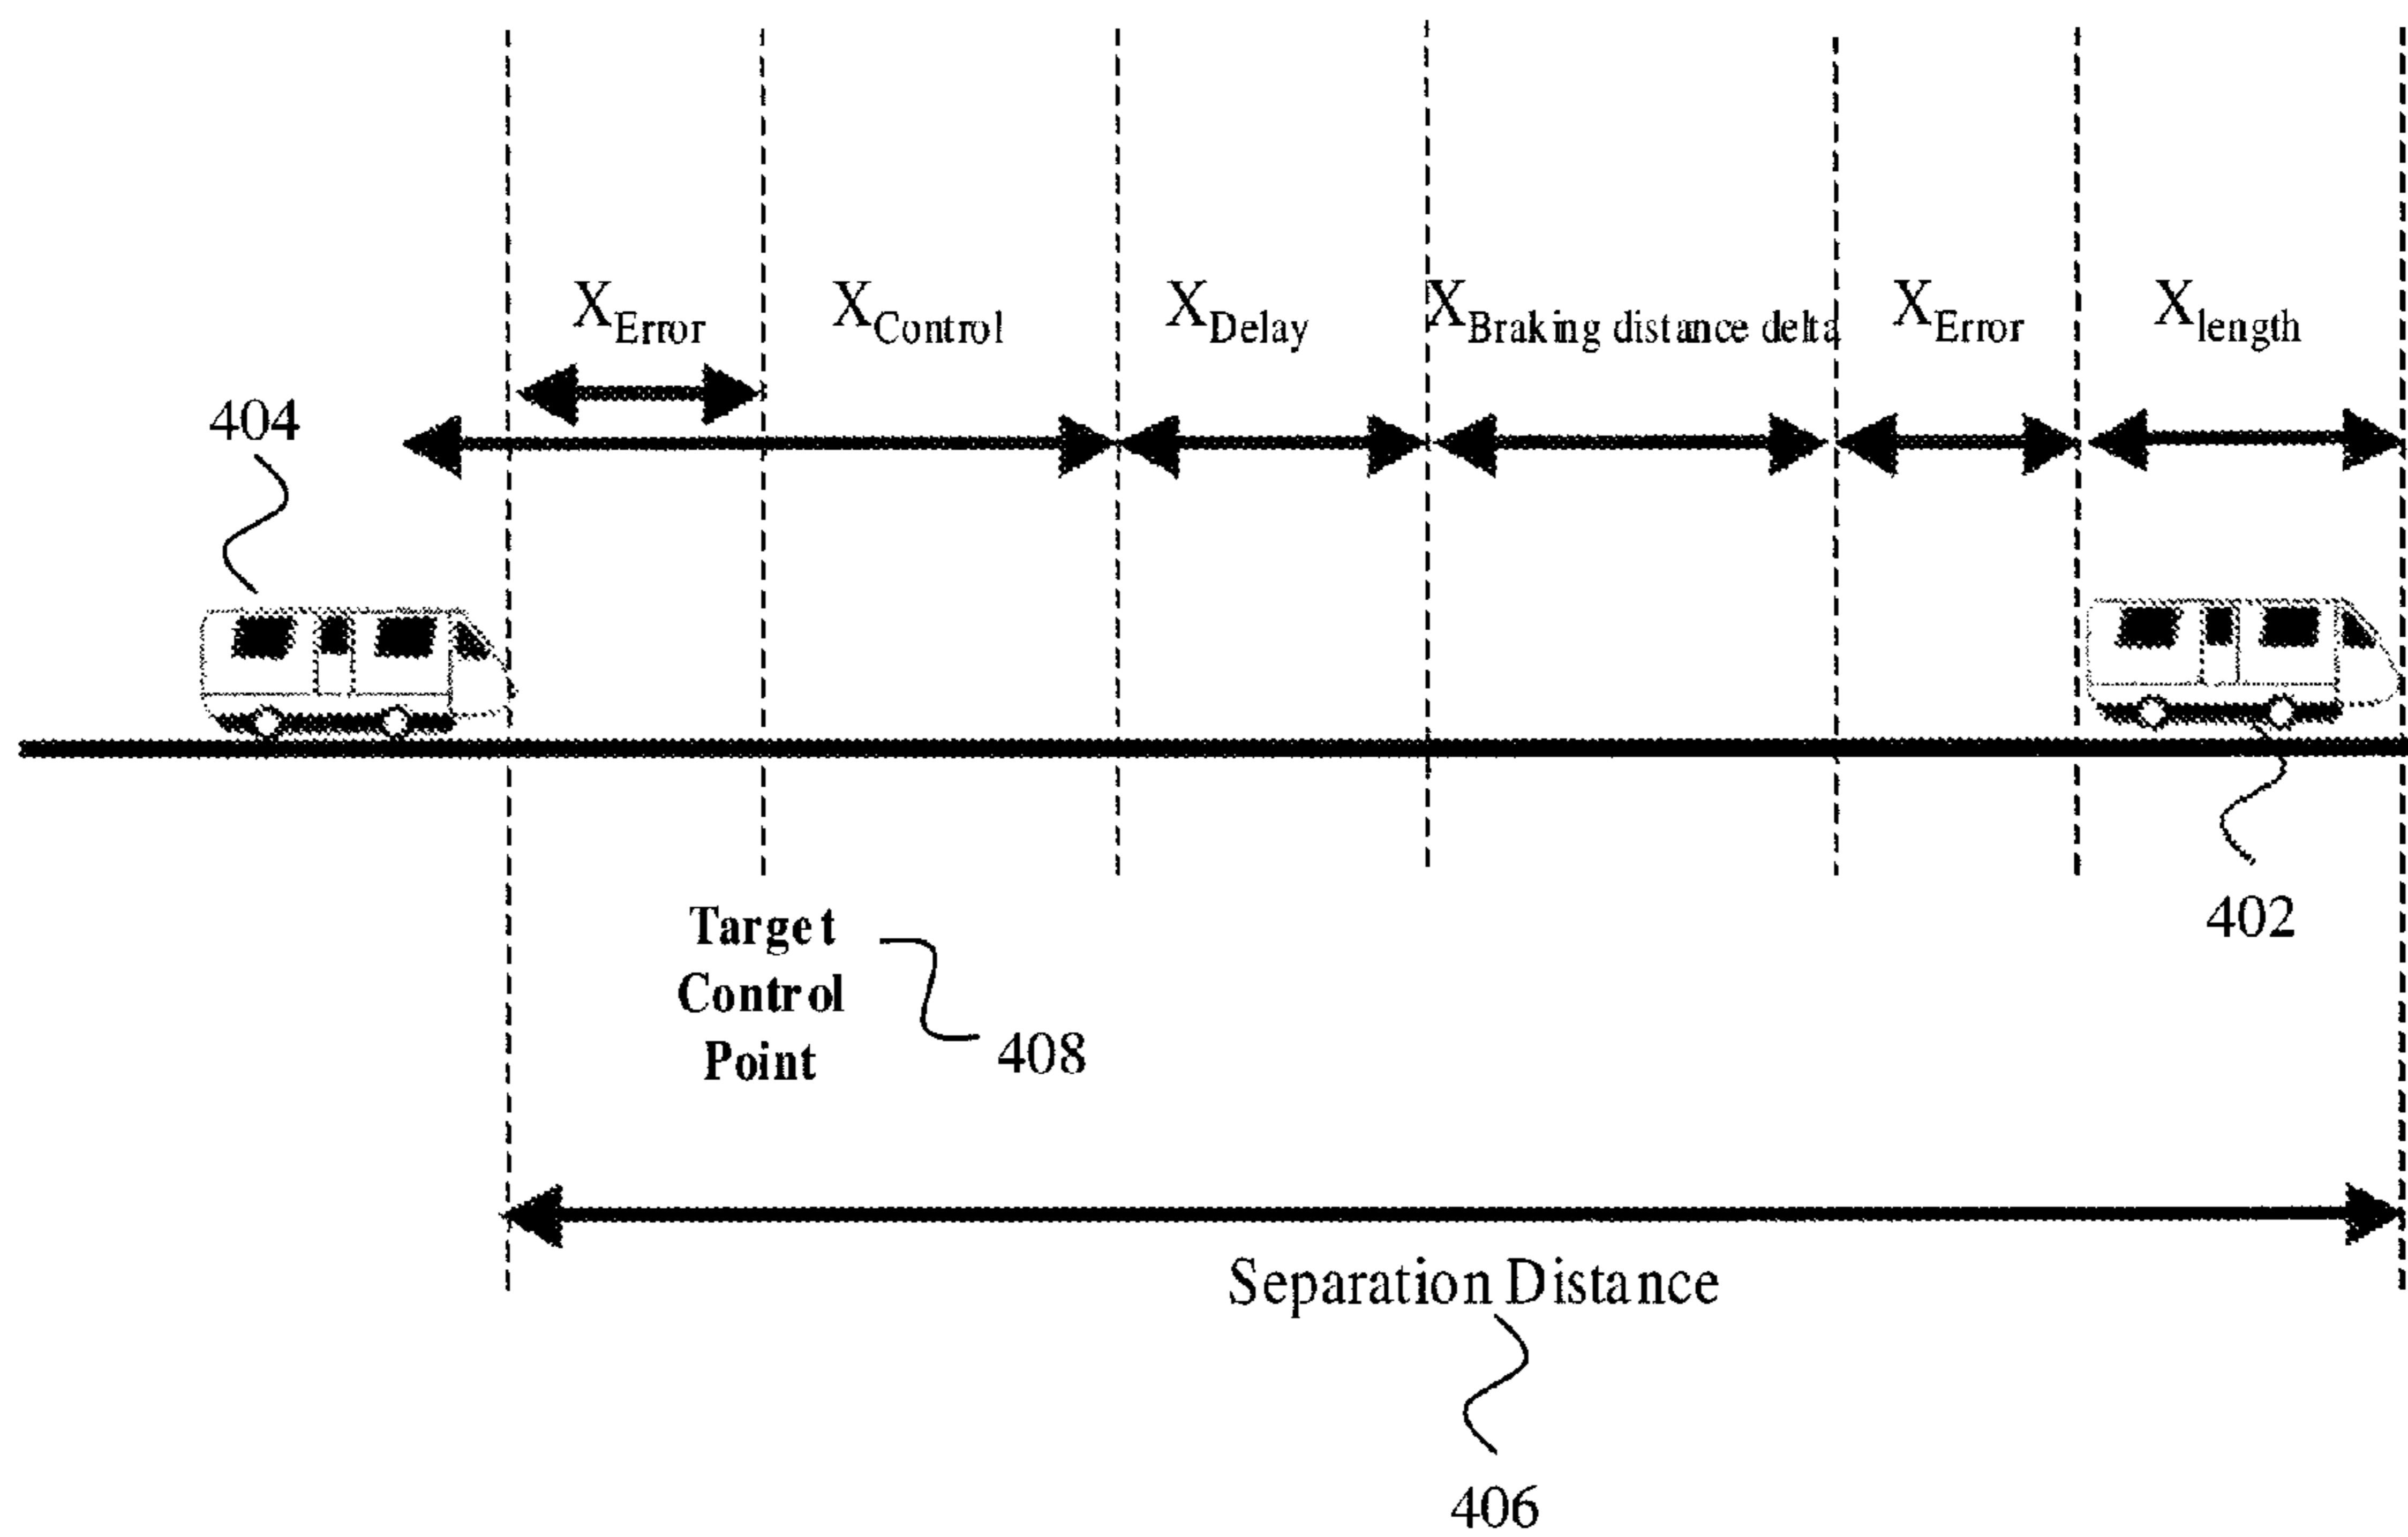 X_Error X_Control X_Delay X_Braking distance delta X_Error X_length
404
402
Target
Control
Point
408
Separation Distance
406